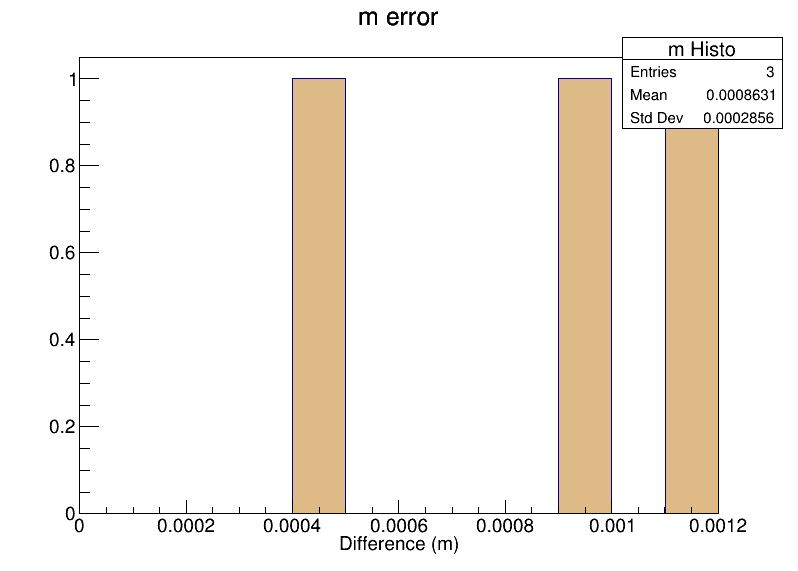 m error
m Histo
Entries 3
Mean 0.0008631
Std Dev 0.0002856
1
0.8
0.6
0.4
0.2
0
0 0.0002 0.0004 0.0006 0.0008 0.001 0.0012
Difference (m)